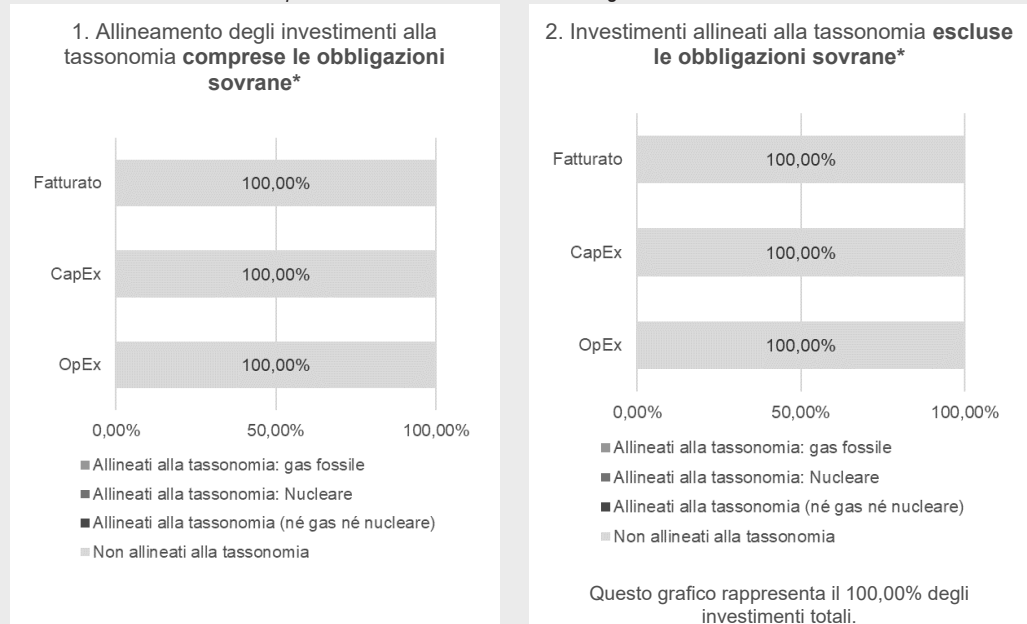 1. Allineamento degli investimenti alla
tassonomia comprese le obbligazioni
sovrane*
Fatturato
100,00%
CapEx
100,00%
OpEx
100,00%
0,00%
50,00%
100,00%
Allineati alla tassonomia: gas fossile
Allineati alla tassonomia: Nucleare
Allineati alla tassonomia (né gas né nucleare)
Non allineati alla tassonomia
2. Investimenti allineati alla tassonomia escluse
le obbligazioni sovrane*
Fatturato
100,00%
CapEx
100,00%
OpEx
100,00%
0,00%
50,00%
100,00%
Allineati alla tassonomia: gas fossile
Allineati alla tassonomia: Nucleare
Allineati alla tassonomia (né gas né nucleare)
Non allineati alla tassonomia
Questo grafico rappresenta il 100,00% degli
investimenti totali.